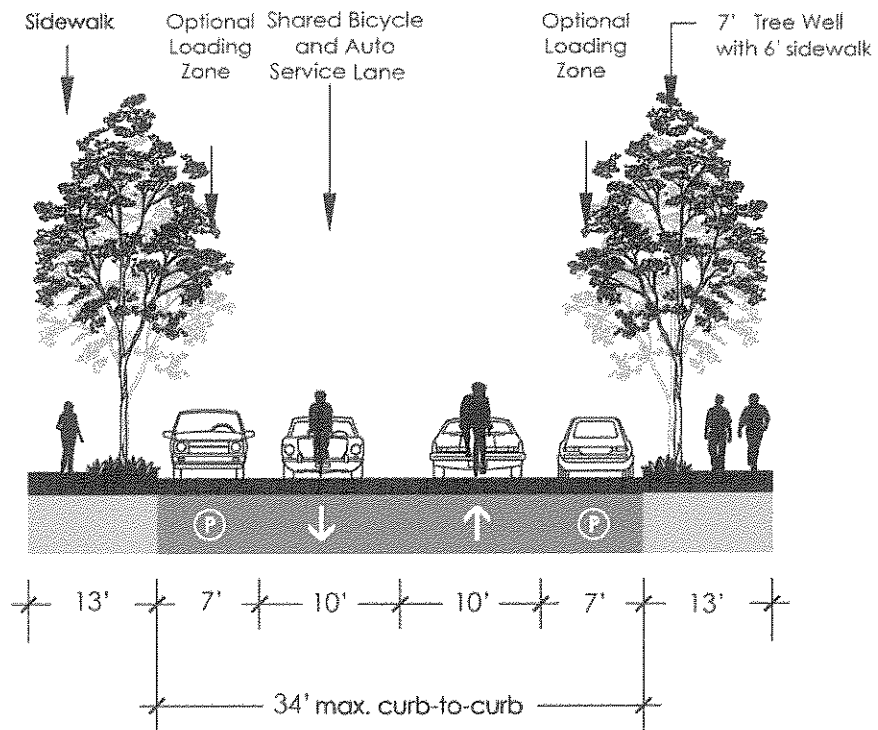 Sidewalk
Optional
Loading
Zone
Shared Bicycle
and Auto
Service Lane
Optional
Loading
Zone
7' Tree Well
with 6' sidewalk
P
P
13' 7' 10' 10' 7' 13'
34' max. curb-to-curb